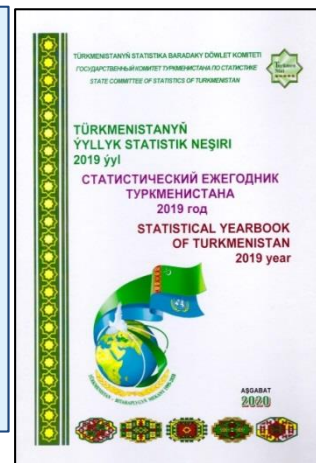 TÜRKMENISTANYŇ STATISTIKA BARADAKY DÖWLET KOMITETI
ГОСУДАРСТВЕННЫЙ КОМИТЕТ ТУРКМЕНИСТАНА ПО СТАТИСТИКЕ
STATE COMMITTEE OF STATISTICS OF TURKMENISTAN
TÜRKMENISTANYŇ
ÝYLLYK STATISTIK NEŞIRI
2019 ýyl
СТАТИСТИЧЕСКИЙ ЕЖЕГОДНИК
ТУРКМЕНИСТАНА
2019 год
STATISTICAL YEARBOOK
OF TURKMENISTAN
2019 year
AŞGABAT
2020